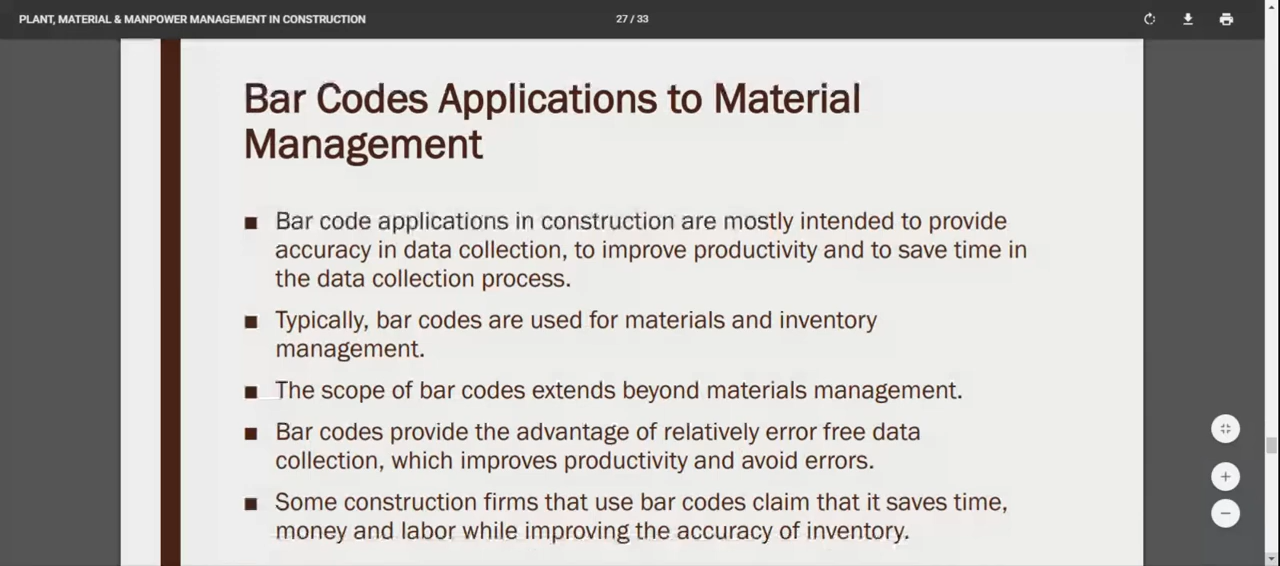 PLANT, MATERIAL & MANPOWER MANAGEMENT IN CONSTRUCTION
27 / 33
Bar Codes Applications to Material
Management
■ Bar code applications in construction are mostly intended to provide
accuracy in data collection, to improve productivity and to save time in
the data collection process.
■ Typically, bar codes are used for materials and inventory
management.
■ The scope of bar codes extends beyond materials management.
■ Bar codes provide the advantage of relatively error free data
collection, which improves productivity and avoid errors.
■ Some construction firms that use bar codes claim that it saves time,
money and labor while improving the accuracy of inventory.